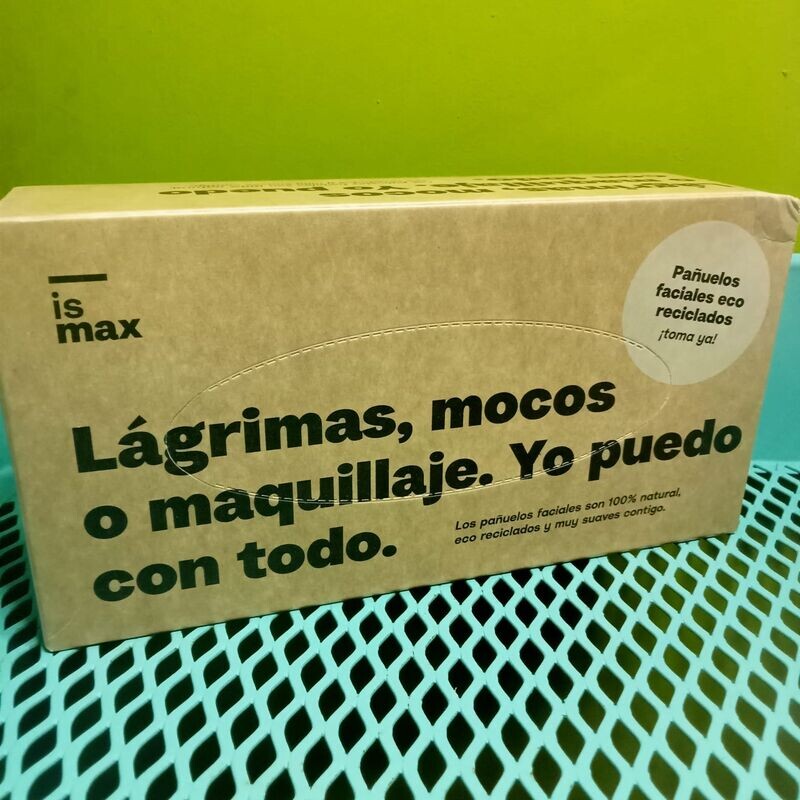 is
max
Pañuelos
faciales eco
reciclados
¡toma ya!
Lágrimas, mocos
o maquillaje. Yo puedo
con todo.
Los pañuelos faciales son 100% natural,
eco reciclados y muy suaves contigo.